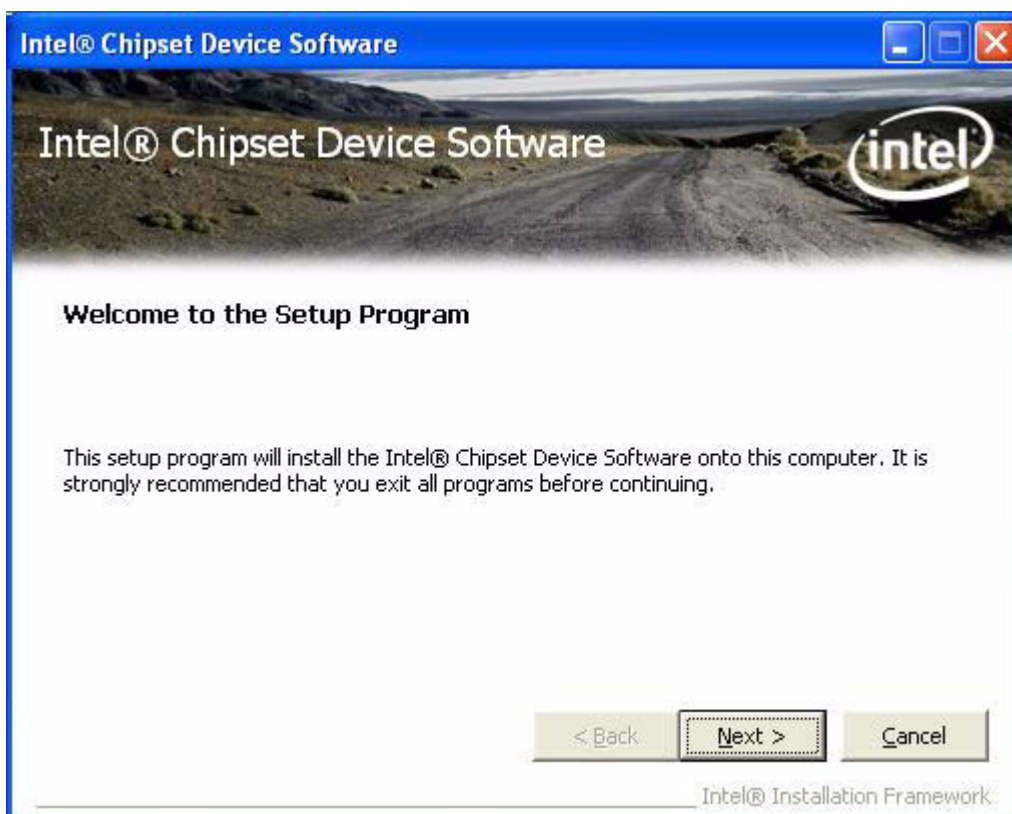 Intel® Chipset Device Software
Intel® Chipset Device Software
intel
Welcome to the Setup Program
This setup program will install the Intel® Chipset Device Software onto this computer. It is
strongly recommended that you exit all programs before continuing.
< Back Next > Cancel
Intel® Installation Framework